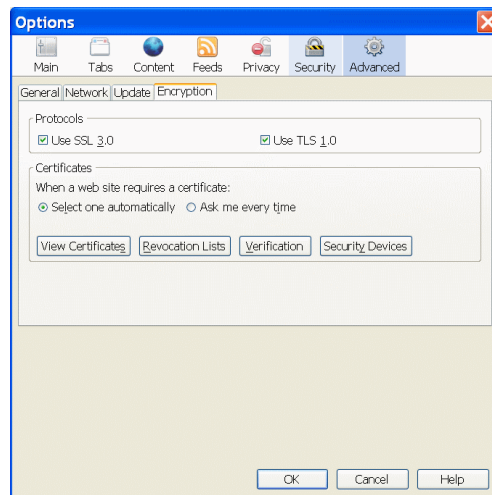 Options
Main Tabs Content Feeds Privacy Security Advanced
General Network Update Encryption
Protocols
Use SSL 3.0 Use TLS 1.0
Certificates
When a web site requires a certificate:
Select one automatically Ask me every time
View Certificates Revocation Lists Verification Security Devices
OK Cancel Help